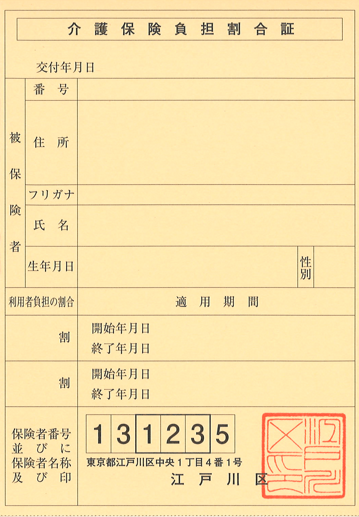 介護保険負担割合証
交付年月日
被保険者
番号
住所
フリガナ
氏名
生年月日
性別
利用者負担の割合
適用期間
割
開始年月日
終了年月日
割
開始年月日
終了年月日
保険者番号
並びに
保険者名称
及び印
131235
東京都江戸川区中央1丁目4番1号
江戸川区